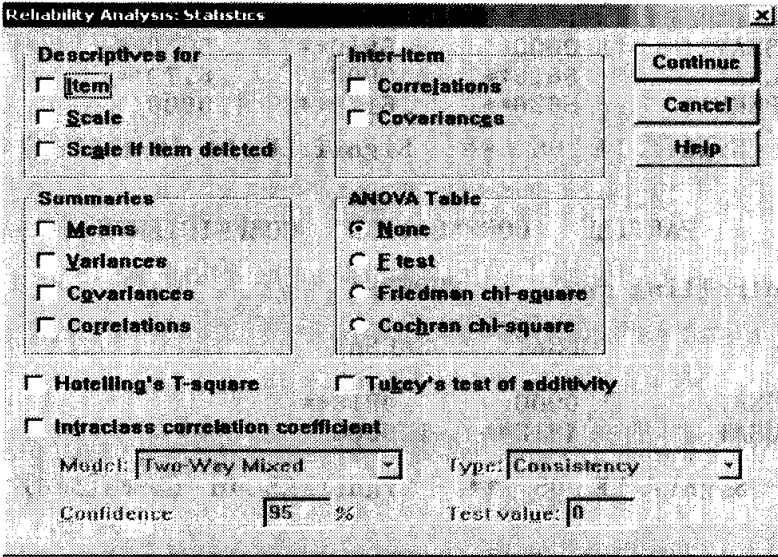 Reliability Analysis: Statistics
Descriptives for
Item
Scale
Scale if item deleted
Inter-Item
Correlations
Covariances
Continue
Cancel
Help
Summaries
Means
Variances
Covariances
Correlations
ANOVA Table
None
F test
Friedman chi-square
Cochran chi-square
Hotelling's T-square
Tukey's test of additivity
Intraclass correlation coefficient
Model: Two-Way Mixed
Type: Consistency
Confidence 95 %
Test value: 0